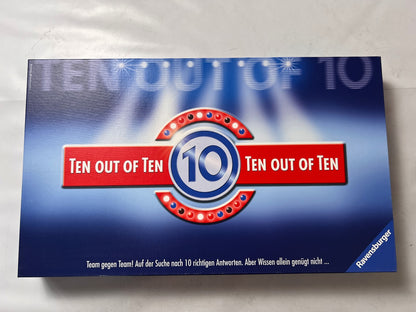 TEN OUT OF 10
TEN OUT OF TEN 10 TEN OUT OF TEN
Team gegen Team! Auf der Suche nach 10 richtigen Antworten. Aber Wissen allein genügt nicht ...
Ravensburger